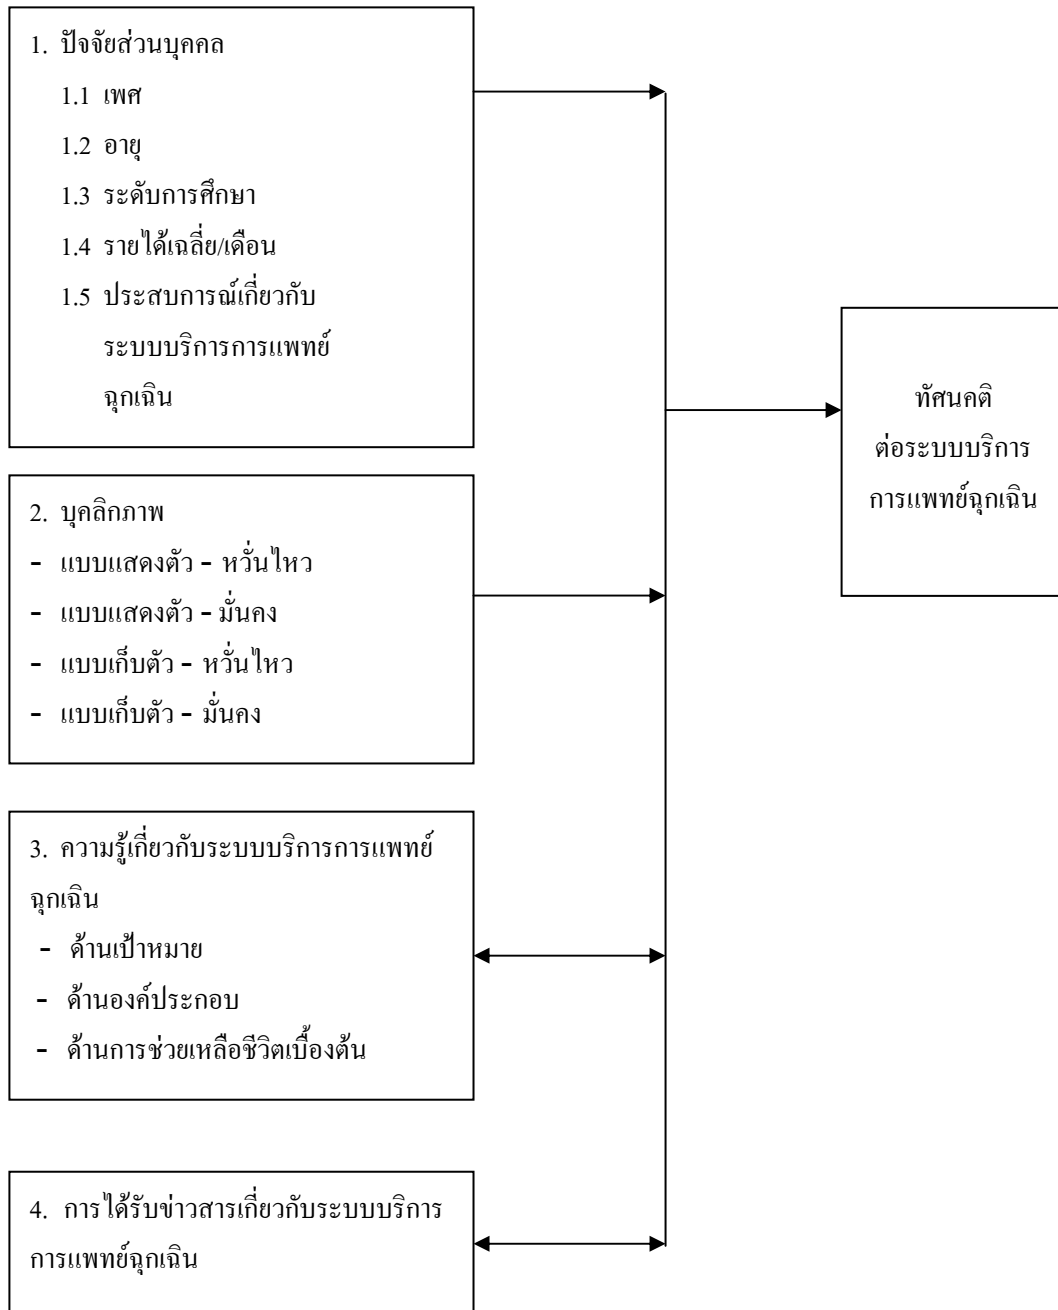 1. ปัจจัยส่วนบุคคล
1.1 เพศ
1.2 อายุ
1.3 ระดับการศึกษา
1.4 รายได้เฉลี่ย/เดือน
1.5 ประสบการณ์เกี่ยวกับ
ระบบบริการการแพทย์
ฉุกเฉิน
2. บุคลิกภาพ
- แบบแสดงตัว - หวั่นไหว
- แบบแสดงตัว - มั่นคง
- แบบเก็บตัว - หวั่นไหว
- แบบเก็บตัว - มั่นคง
3. ความรู้เกี่ยวกับระบบบริการการแพทย์
ฉุกเฉิน
- ด้านเป้าหมาย
- ด้านองค์ประกอบ
- ด้านการช่วยเหลือชีวิตเบื้องต้น
4. การได้รับข่าวสารเกี่ยวกับระบบบริการ
การแพทย์ฉุกเฉิน
ทัศนคติ
ต่อระบบบริการ
การแพทย์ฉุกเฉิน